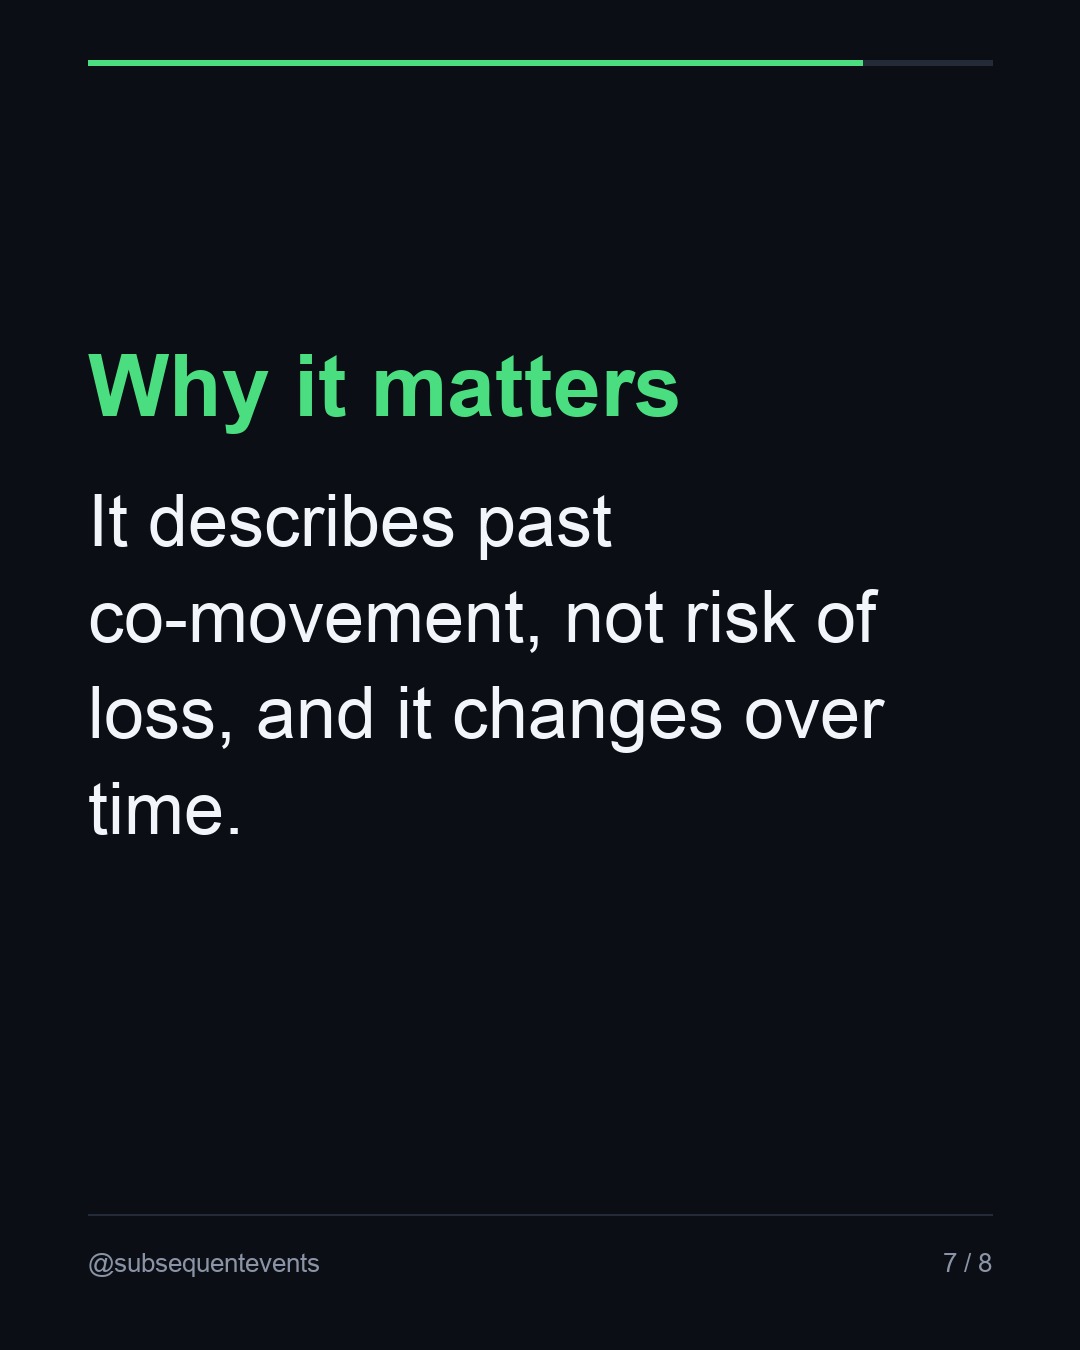 Why it matters
It describes past
co-movement, not risk of
loss, and it changes over
time.
@subsequentevents
7 / 8